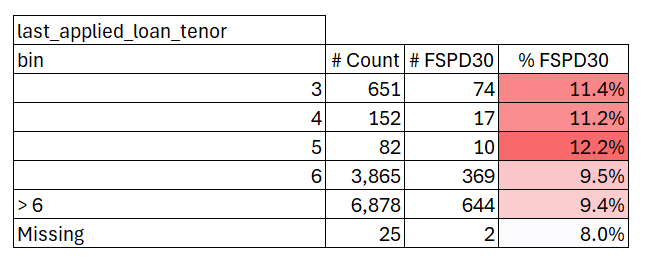 last_applied_loan_tenor
bin # Count # FSPD30 % FSPD30
3 651 74 11.4%
4 152 17 11.2%
5 82 10 12.2%
6 3,865 369 9.5%
> 6 6,878 644 9.4%
Missing 25 2 8.0%